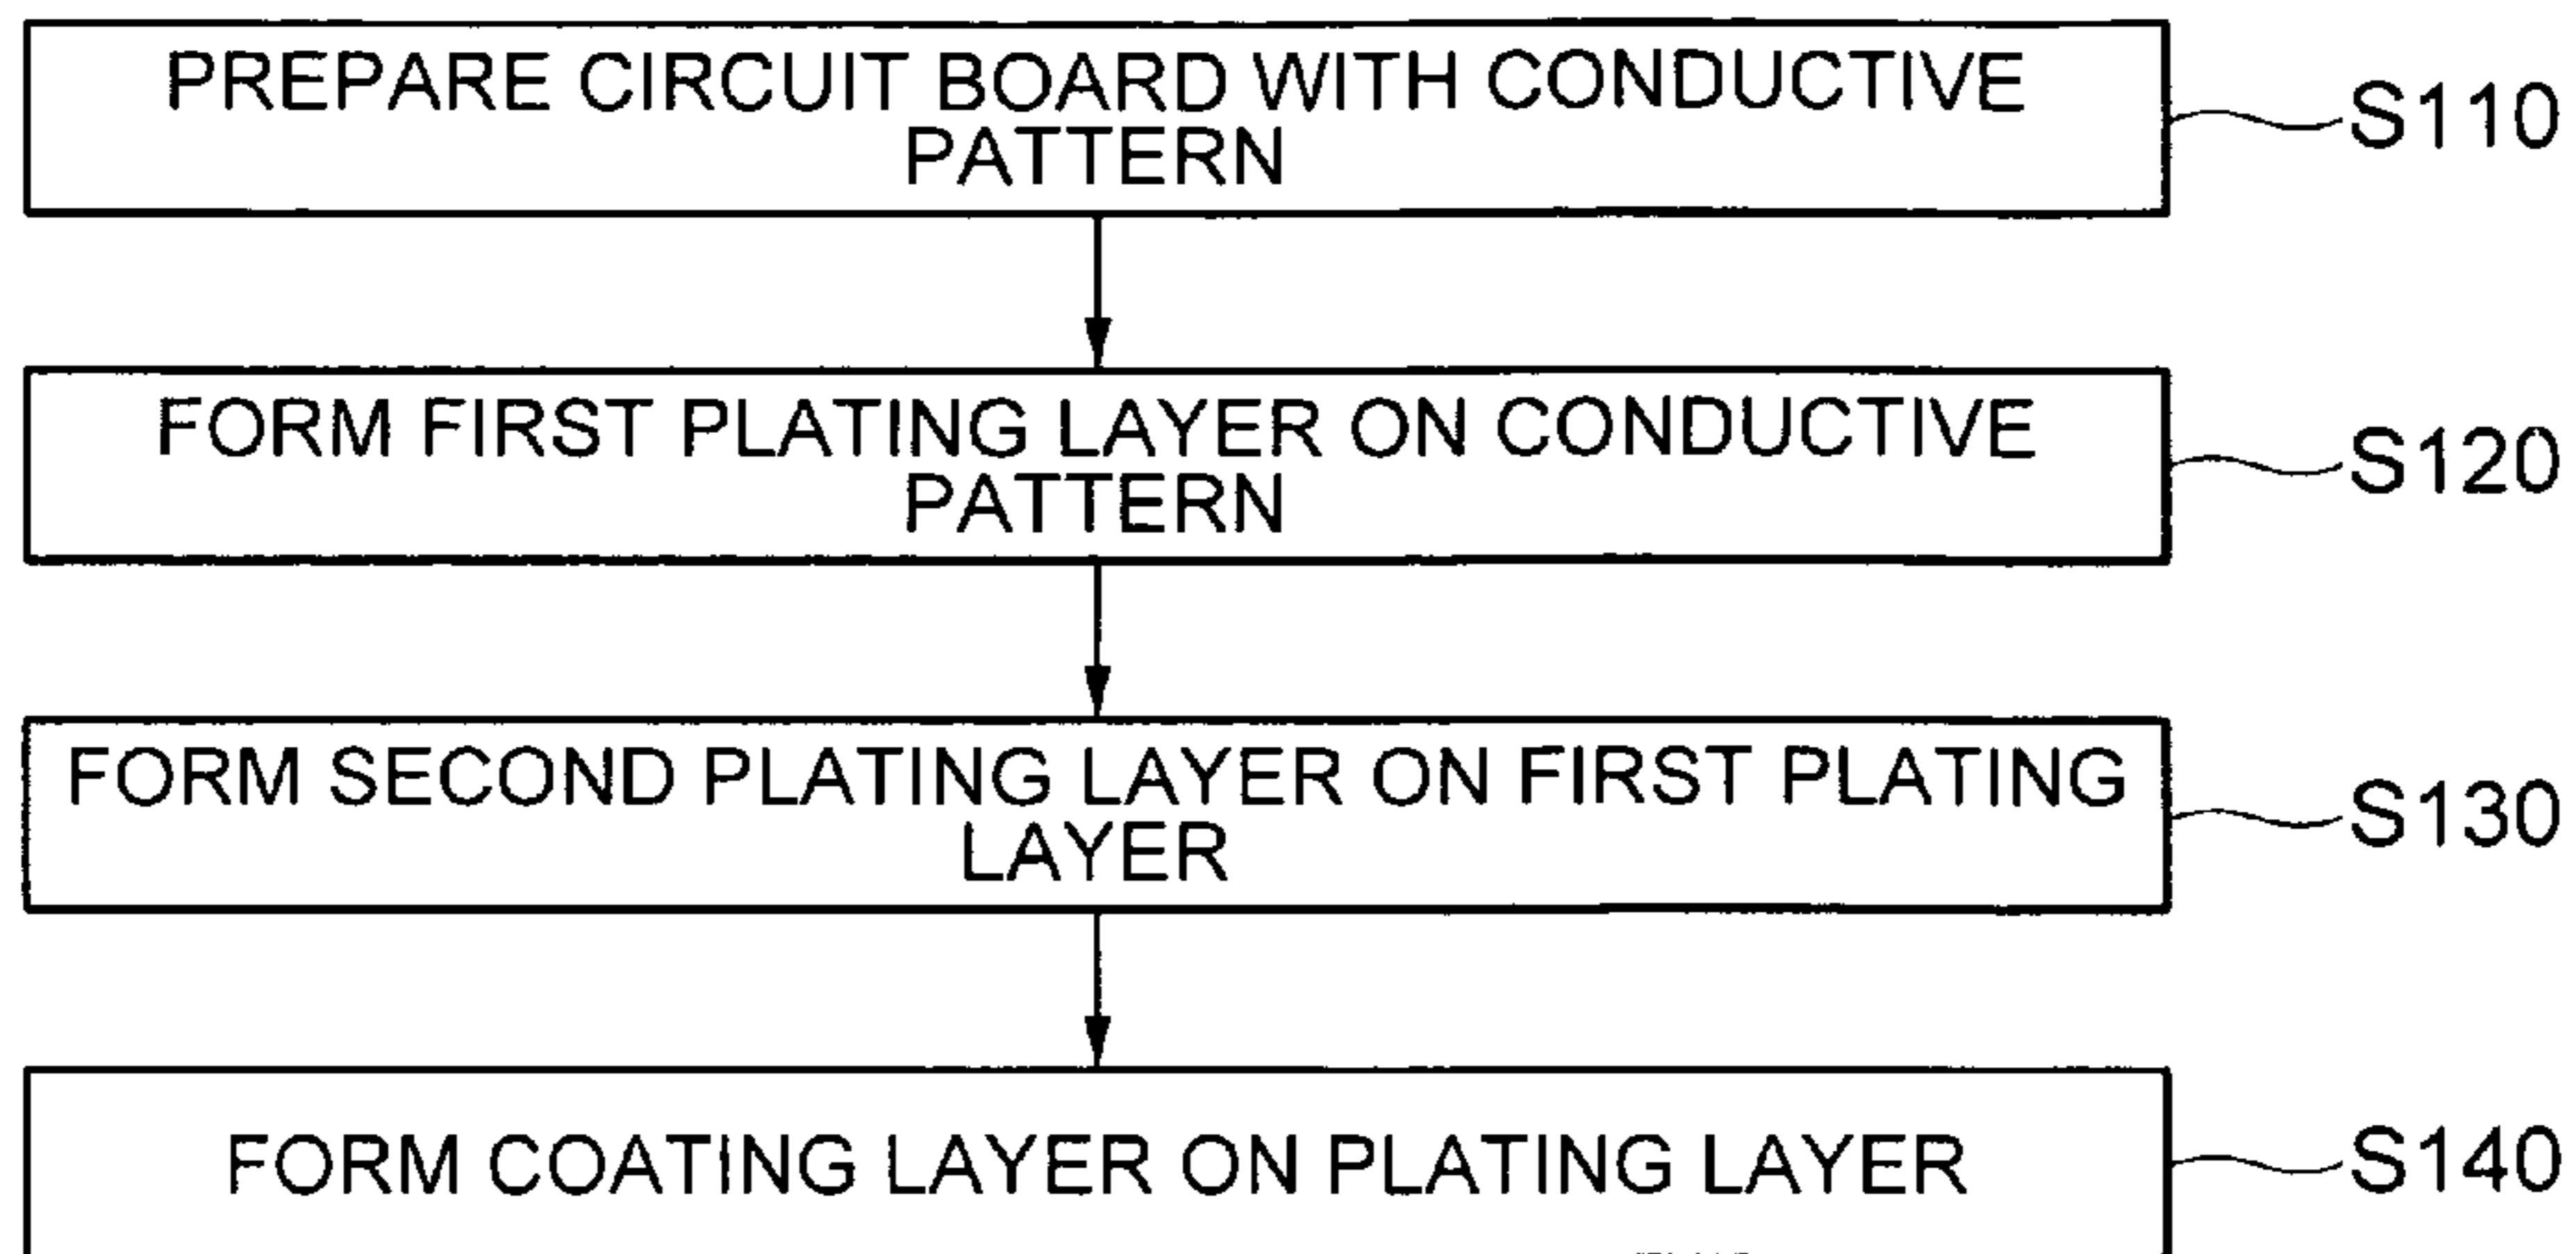 PREPARE CIRCUIT BOARD WITH CONDUCTIVE
PATTERN
S110
FORM FIRST PLATING LAYER ON CONDUCTIVE
PATTERN
S120
FORM SECOND PLATING LAYER ON FIRST PLATING
LAYER
S130
FORM COATING LAYER ON PLATING LAYER
S140